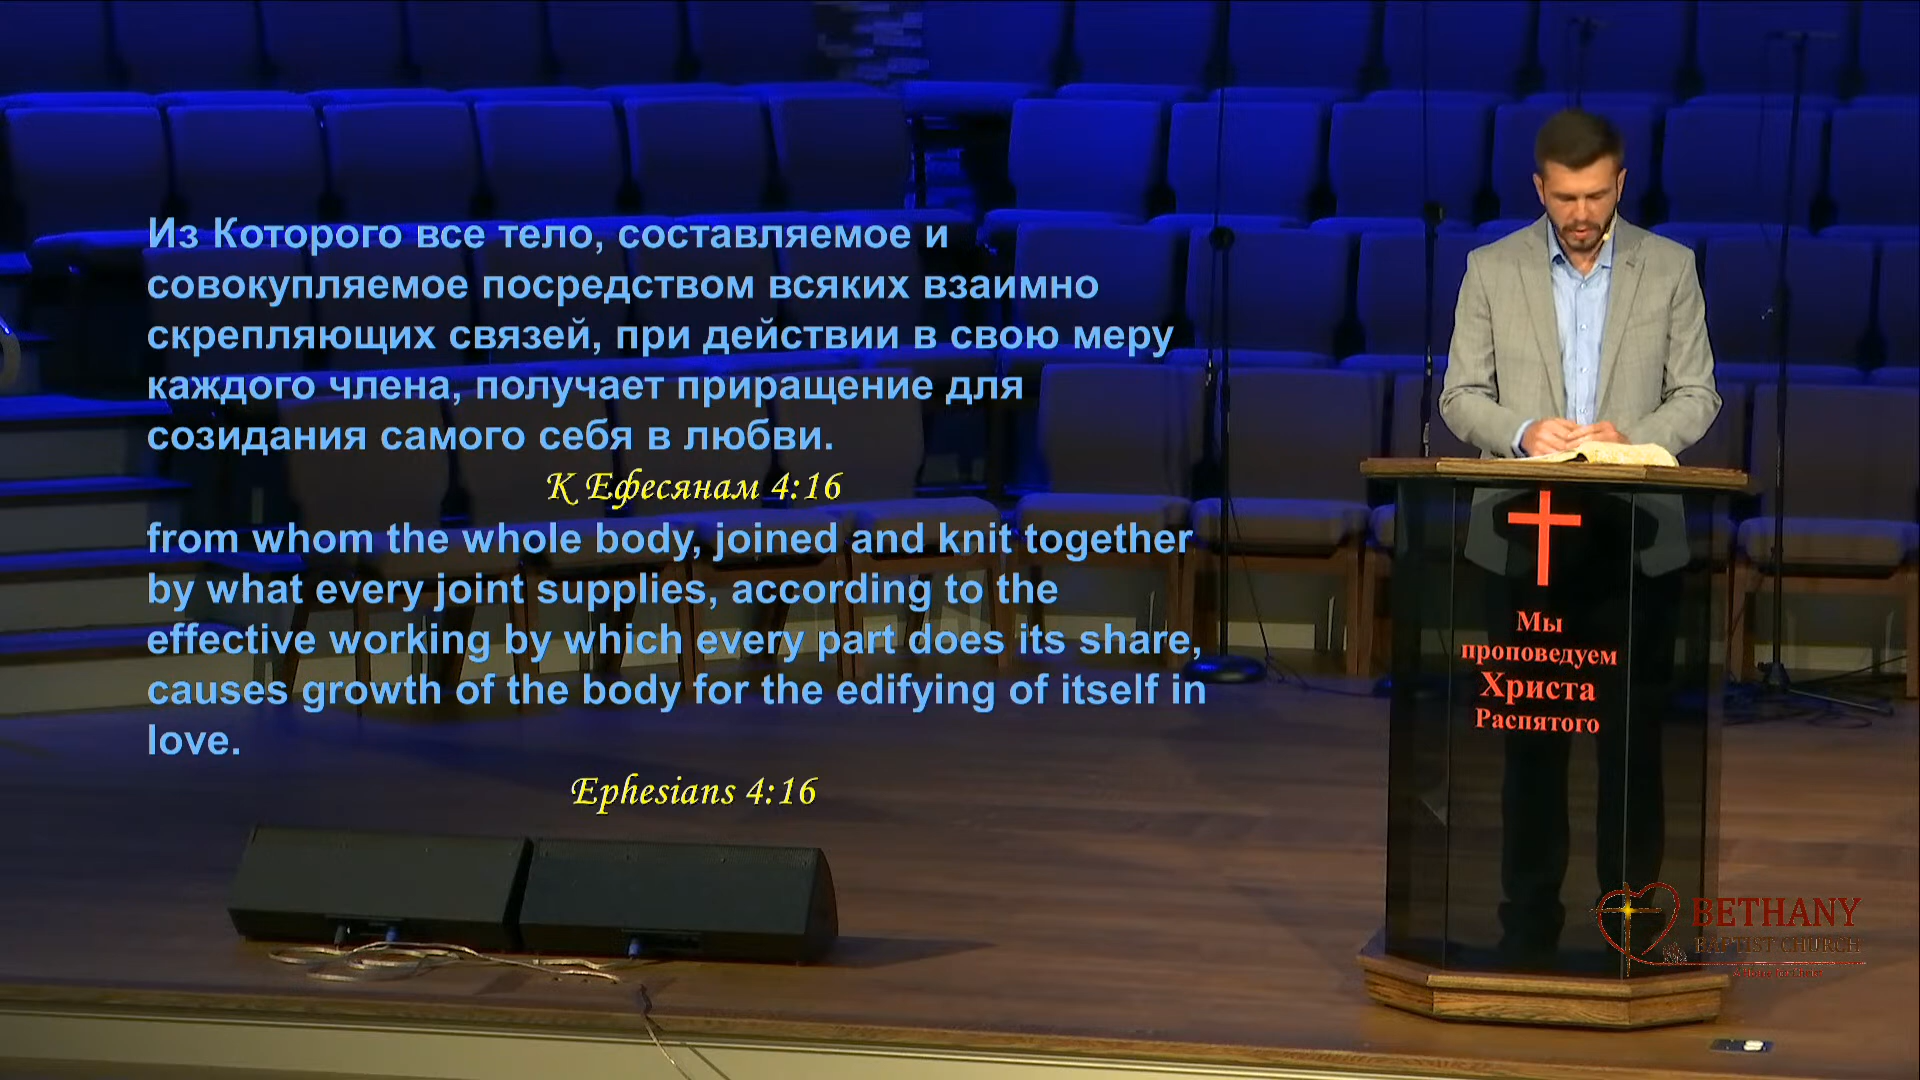 Из Которого все тело, составляемое и
совокупляемое посредством всяких взаимно
скрепляющих связей, при действии в свою меру
каждого члена, получает приращение для
созидания самого себя в любви.
К Ефесянам 4:16
from whom the whole body, joined and knit together
by what every joint supplies, according to the
effective working by which every part does its share,
causes growth of the body for the edifying of itself in
love.
Ephesians 4:16
Мы
проповедуем
Христа
Распятого
BETHANY
BAPTIST CHURCH